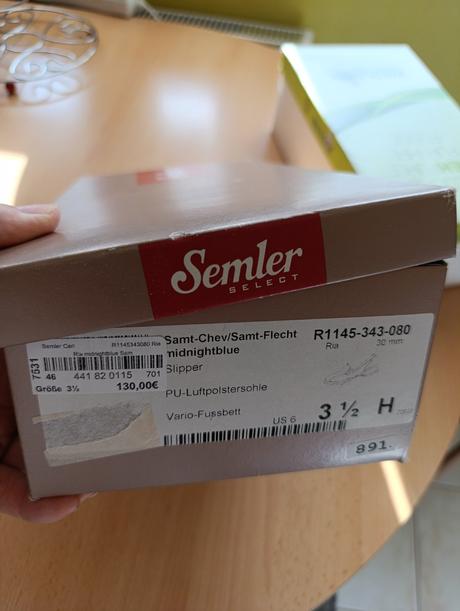 Semler
SELECT
Semler Cari R1145343080 Ria
Ria midnightblue Sam
7531
46 441 82 0115 701
Größe 3½ 130,00€
Samt-Chev/Samt-Flecht
midnightblue
Slipper
PU-Luftpolstersohle
Vario-Fussbett
R1145-343-080
Ria 30 mm
US 6 3 ½ H
891.